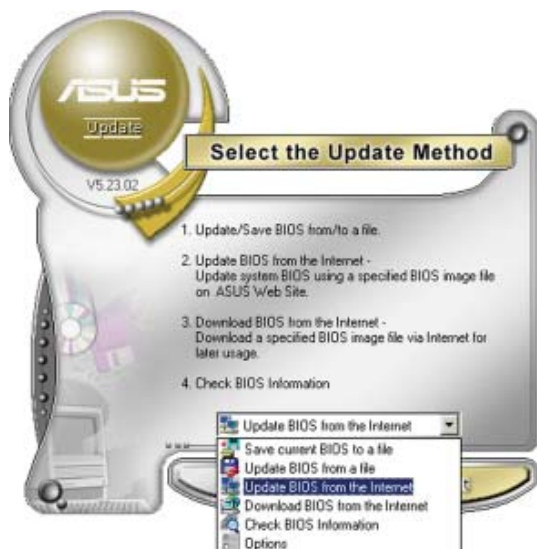 ASUS
Update
V5.23.02
Select the Update Method
1. Update/Save BIOS from/to a file.
2. Update BIOS from the Internet -
Update system BIOS using a specified BIOS image file
on ASUS Web Site.
3. Download BIOS from the Internet -
Download a specified BIOS image file via Internet for
later usage.
4. Check BIOS Information
Update BIOS from the Internet
Save current BIOS to a file
Update BIOS from a file
Update BIOS from the Internet
Download BIOS from the Internet
Check BIOS Information
Options